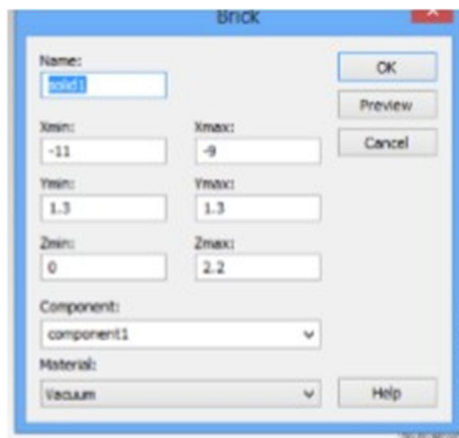 Brick
Name:
solid1
OK
Preview
Cancel
Xmin:
Xmax:
-11
-9
Ymin:
Ymax:
1.3
1.3
Zmin:
Zmax:
0
2.2
Component:
component1
Material:
Vacuum
Help